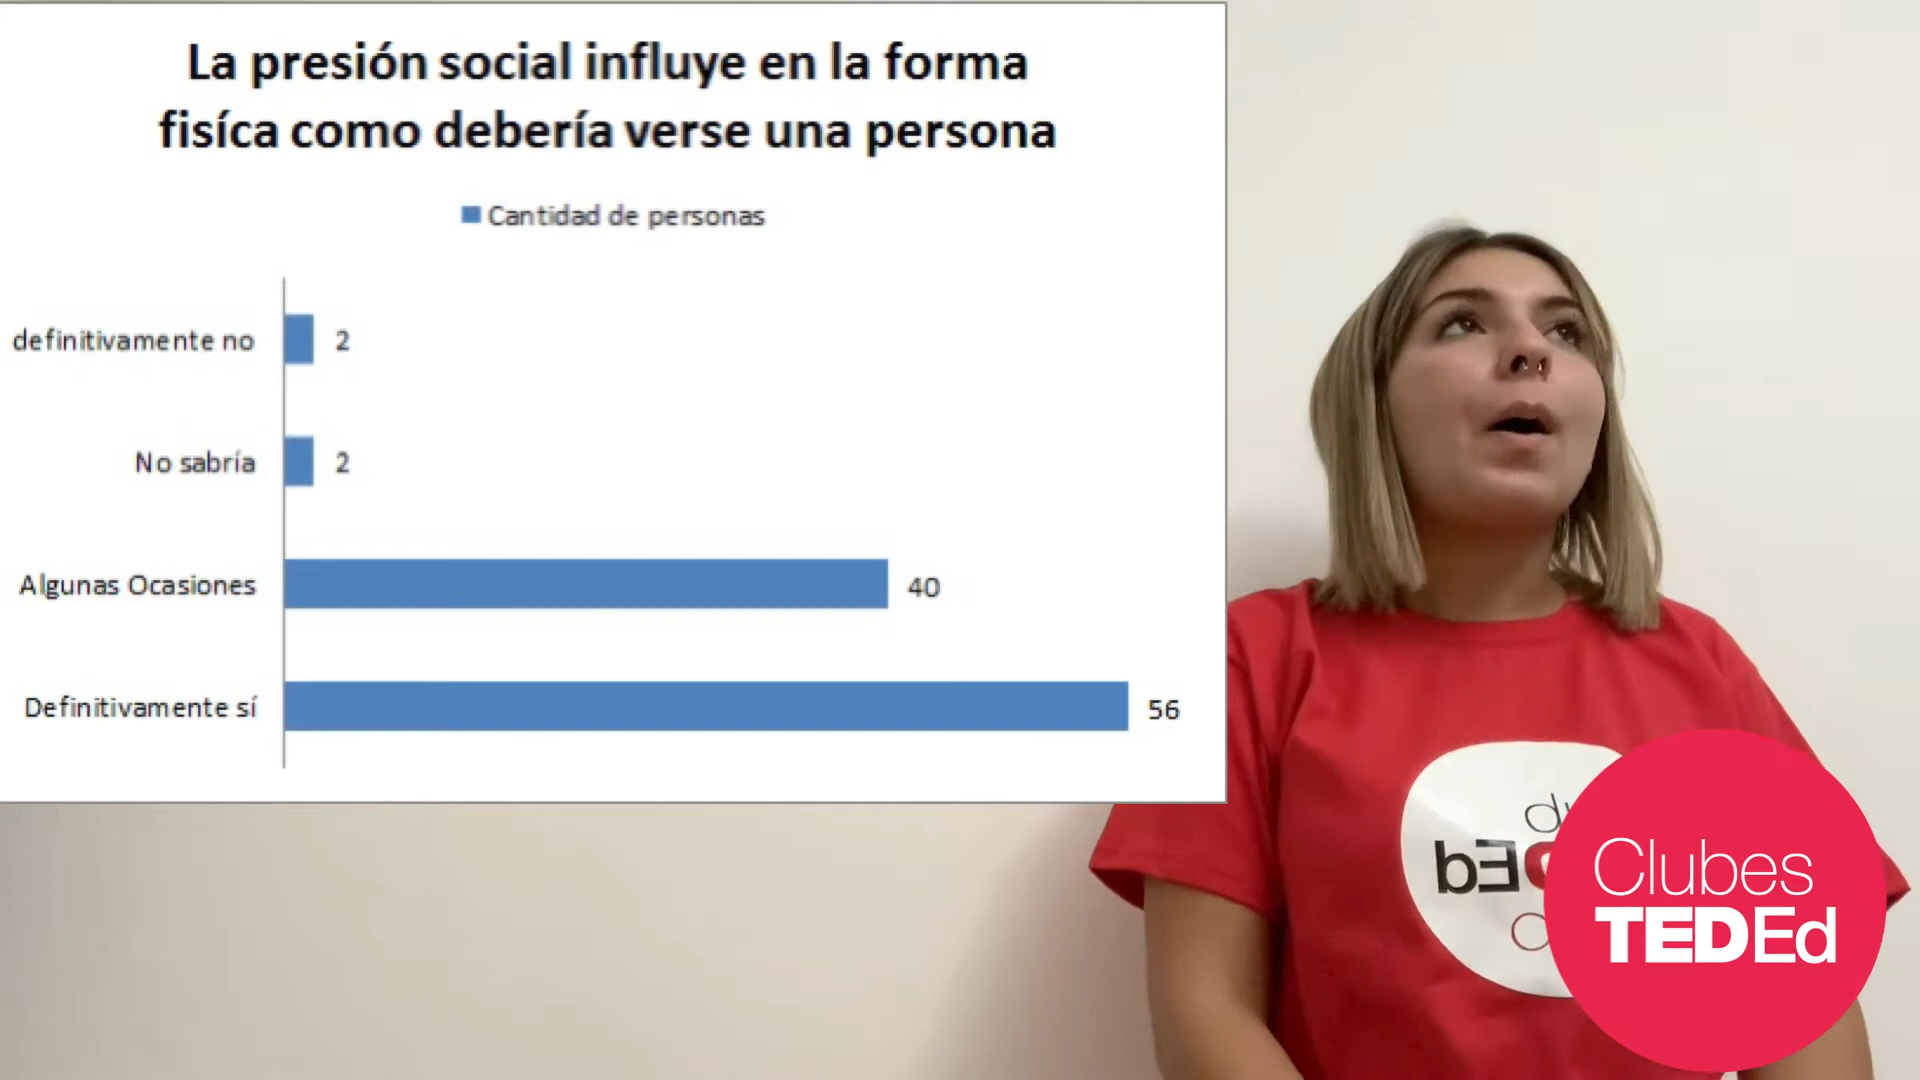 La presión social influye en la forma
fisíca como debería verse una persona
Cantidad de personas
definitivamente no 2
No sabría 2
Algunas Ocasiones 40
Definitivamente sí 56
Clubes
TEDEd